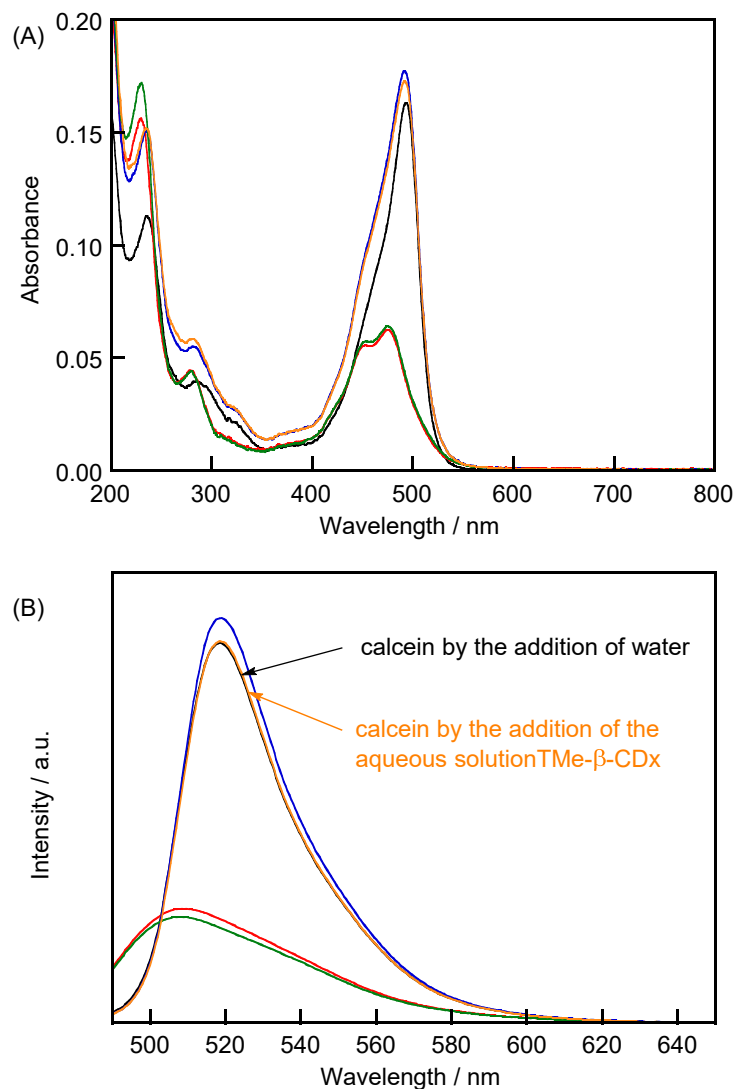 (A)
0.20
0.15
0.10
0.05
0.00
Absorbance
200 300 400 500 600 700 800
Wavelength / nm
(B)
calcein by the addition of water
calcein by the addition of the
aqueous solutionTMe-β-CDx
Intensity / a.u.
500 520 540 560 580 600 620 640
Wavelength / nm